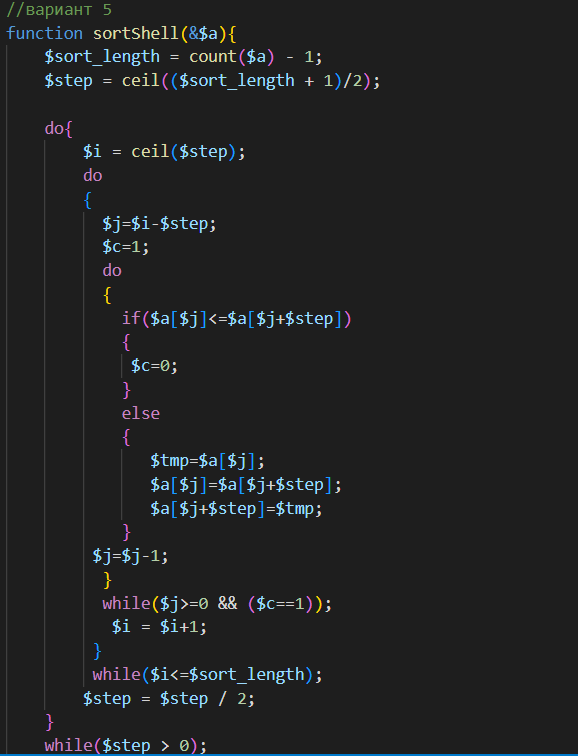 //вариант 5
function sortShell(&$a){
$sort_length = count($a) - 1;
$step = ceil(($sort_length + 1)/2);
do{
$i = ceil($step);
do
{
$j=$i-$step;
$c=1;
do
{
if($a[$j]<=$a[$j+$step])
{
$c=0;
}
else
{
$tmp=$a[$j];
$a[$j]=$a[$j+$step];
$a[$j+$step]=$tmp;
}
$j=$j-1;
}
while($j>=0 && ($c==1));
$i = $i+1;
}
while($i<=$sort_length);
$step = $step / 2;
}
while($step > 0);